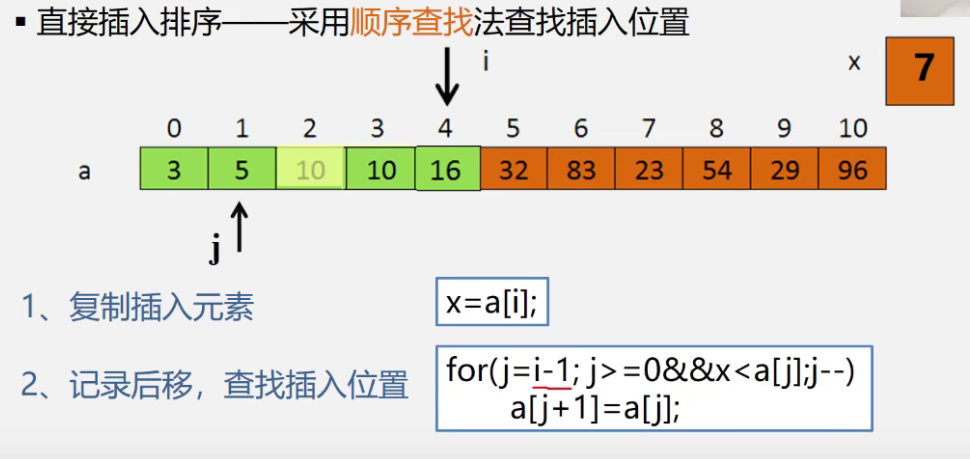 ▪ 直接插入排序——采用顺序查找法查找插入位置
i
x 7
0 1 2 3 4 5 6 7 8 9 10
a 3 5 10 10 16 32 83 23 54 29 96
j
1、复制插入元素
x=a[i];
2、记录后移，查找插入位置
for(j=i-1; j>=0&&x<a[j];j--)
a[j+1]=a[j];